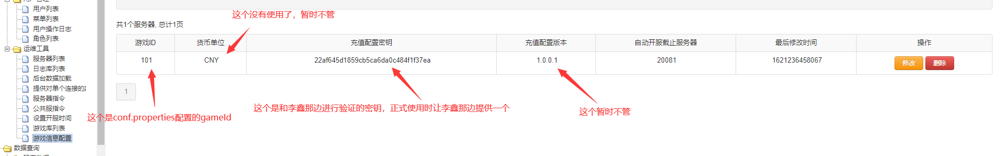 用户列表
菜单列表
用户操作日志
角色列表
运维工具
服务器列表
日志库列表
后台数据加载
提供对单个连接的
服务器指令
公共服指令
设置开服时间
游戏库列表
游戏信息配置
数据查询
这个没有使用了，暂时不管
共1个服务器, 总计1页
游戏ID 货币单位 充值配置密钥 充值配置版本 自动开服截止服务器 最后修改时间 操作
101 CNY 22af645d1859cb5ca6da0c484f1f37ea 1.0.0.1 20081 1621236458067 修改 删除
1
这个是conf.properties配置的gameId
这个是和李鑫那边进行验证的密钥，正式使用时让李鑫那边提供一个
这个暂时不管